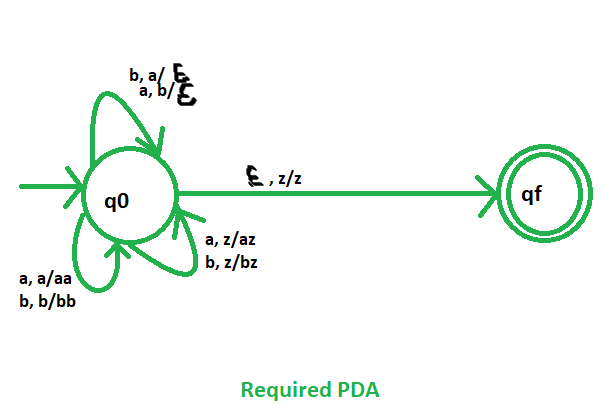 b, a/ ε
a, b/ ε
ε , z/z
q0
qf
a, z/az
b, z/bz
a, a/aa
b, b/bb
Required PDA